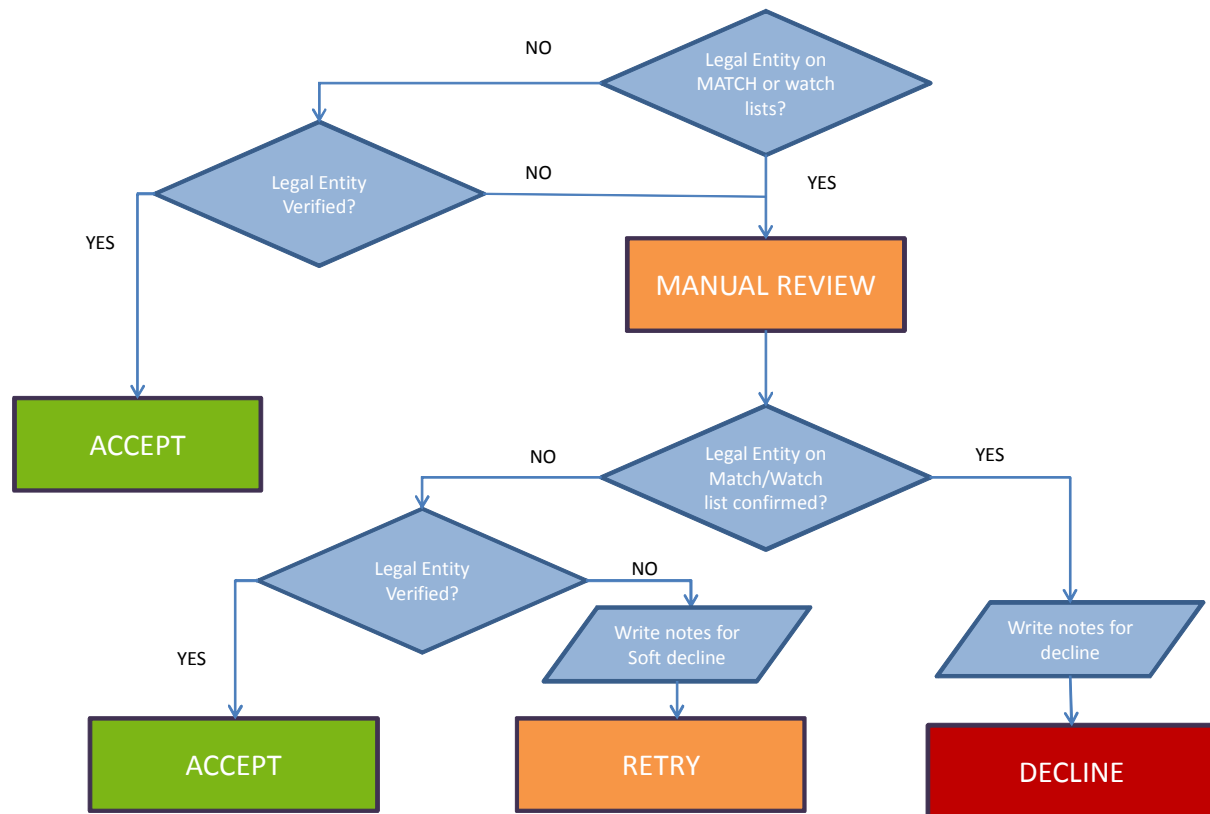 NO
Legal Entity on
MATCH or watch
lists?
Legal Entity
Verified?
NO
YES
YES
MANUAL REVIEW
ACCEPT
NO
Legal Entity on
Match/Watch
list confirmed?
YES
Legal Entity
Verified?
NO
YES
Write notes for
Soft decline
Write notes for
decline
ACCEPT
RETRY
DECLINE